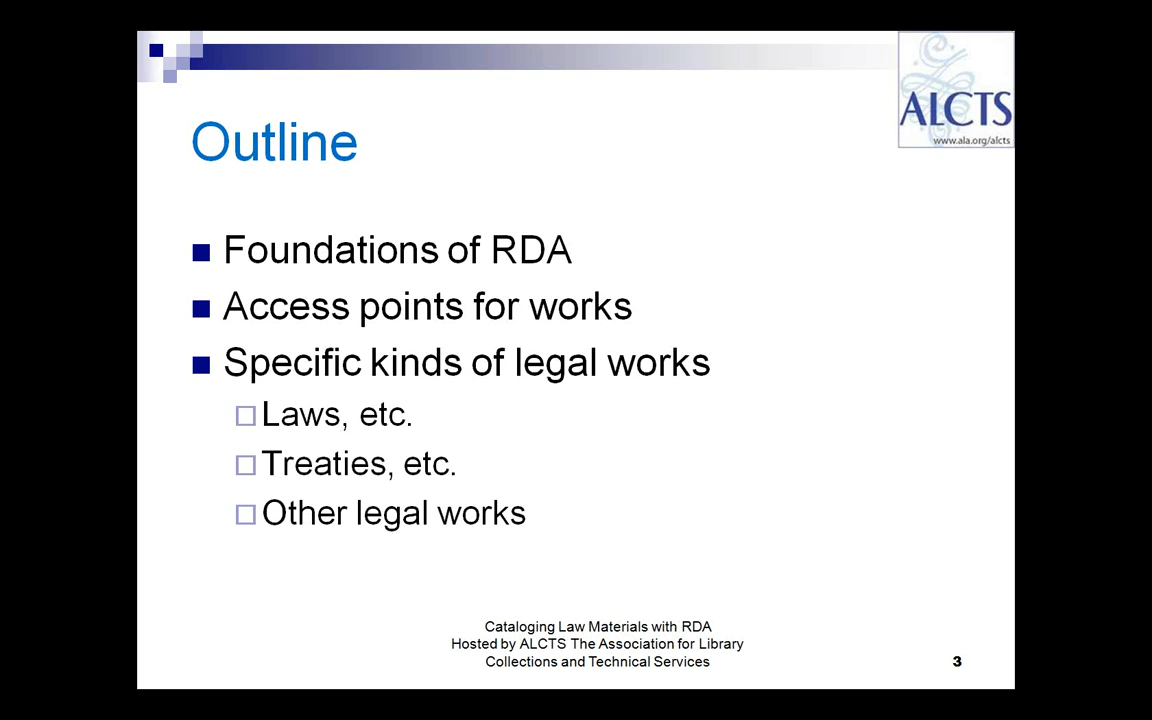 ALCTS
www.ala.org/alcts
Outline
Foundations of RDA
Access points for works
Specific kinds of legal works
Laws, etc.
Treaties, etc.
Other legal works
Cataloging Law Materials with RDA
Hosted by ALCTS The Association for Library
Collections and Technical Services
3